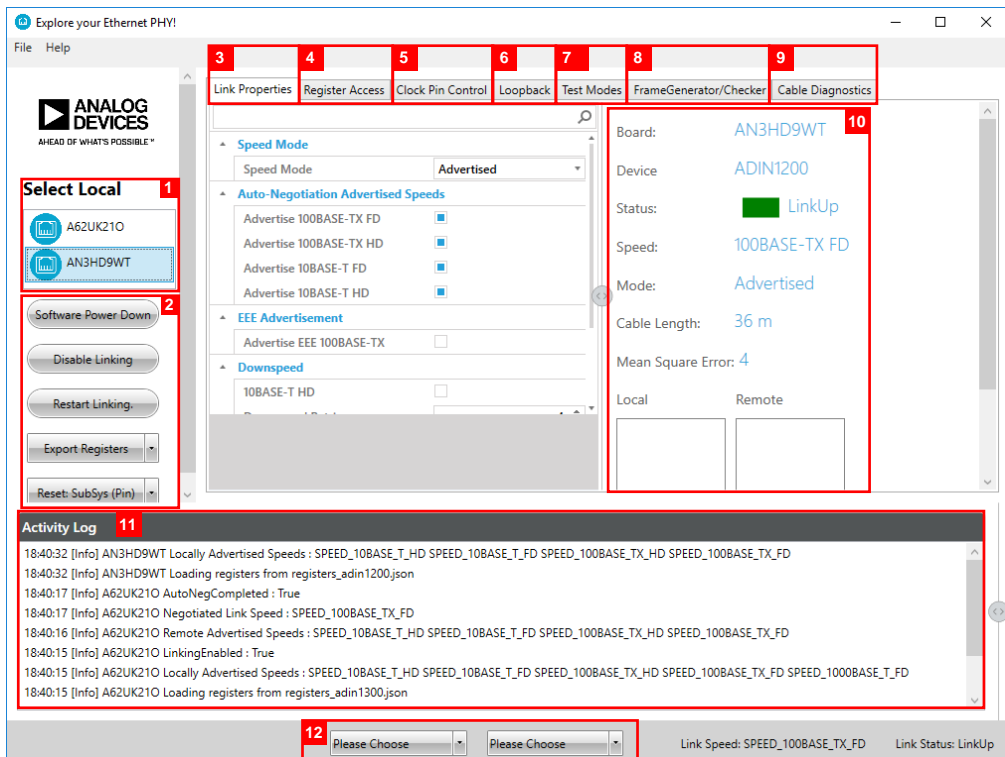 Explore your Ethernet PHY!
File Help
3 4 5 6 7 8 9
Link Properties Register Access Clock Pin Control Loopback Test Modes FrameGenerator/Checker Cable Diagnostics
ANALOG
DEVICES
AHEAD OF WHAT'S POSSIBLE™
Select Local 1
A62UK21O
AN3HD9WT
2
Software Power Down
Disable Linking
Restart Linking.
Export Registers
Reset: SubSys (Pin)
Speed Mode
Speed Mode Advertised
Auto-Negotiation Advertised Speeds
Advertise 100BASE-TX FD
Advertise 100BASE-TX HD
Advertise 10BASE-T FD
Advertise 10BASE-T HD
EEE Advertisement
Advertise EEE 100BASE-TX
Downspeed
10BASE-T HD
10
Board: AN3HD9WT
Device ADIN1200
Status: LinkUp
Speed: 100BASE-TX FD
Mode: Advertised
Cable Length: 36 m
Mean Square Error: 4
Local Remote
Activity Log 11
18:40:32 [Info] AN3HD9WT Locally Advertised Speeds : SPEED_10BASE_T_HD SPEED_10BASE_T_FD SPEED_100BASE_TX_HD SPEED_100BASE_TX_FD
18:40:32 [Info] AN3HD9WT Loading registers from registers_adin1200.json
18:40:17 [Info] A62UK21O AutoNegCompleted : True
18:40:17 [Info] A62UK21O Negotiated Link Speed : SPEED_100BASE_TX_FD
18:40:16 [Info] A62UK21O Remote Advertised Speeds : SPEED_10BASE_T_HD SPEED_10BASE_T_FD SPEED_100BASE_TX_HD SPEED_100BASE_TX_FD
18:40:15 [Info] A62UK21O LinkingEnabled : True
18:40:15 [Info] A62UK21O Locally Advertised Speeds : SPEED_10BASE_T_HD SPEED_10BASE_T_FD SPEED_100BASE_TX_HD SPEED_100BASE_TX_FD SPEED_1000BASE_T_FD
18:40:15 [Info] A62UK21O Loading registers from registers_adin1300.json
12
Please Choose Please Choose Link Speed: SPEED_100BASE_TX_FD Link Status: LinkUp